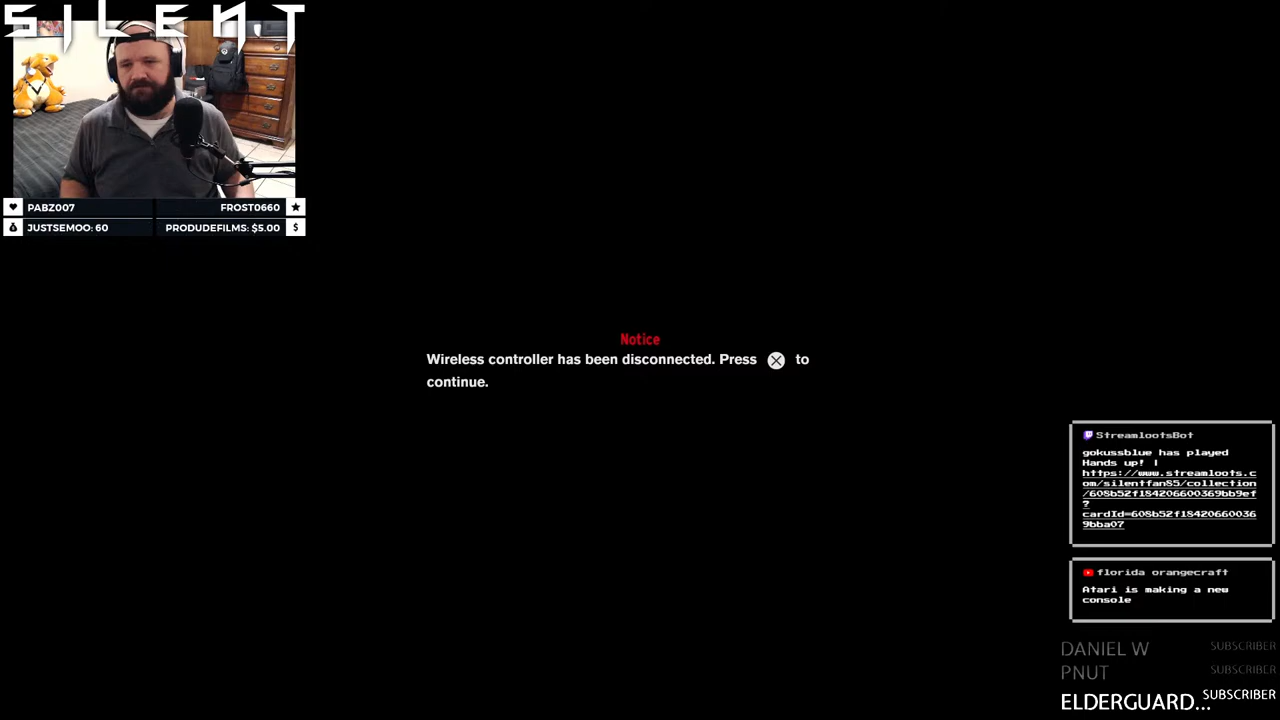 SILENT
PABZ007
FROST0660
JUSTSEMOO: 60
PRODUDEFILMS: $5.00
$
Notice
Wireless controller has been disconnected. Press ⓧ to
continue.
StreamlootsBot
gokussblue has played
Hands up! |
https://www.streamloots.c
om/silentfan85/collection
/608b52f184206600369bb9ef
?
cardId=608b52f18420660036
9bba07
florida orangecraft
Atari is making a new
console
DANIEL W SUBSCRIBER
PNUT SUBSCRIBER
ELDERGUARD... SUBSCRIBER